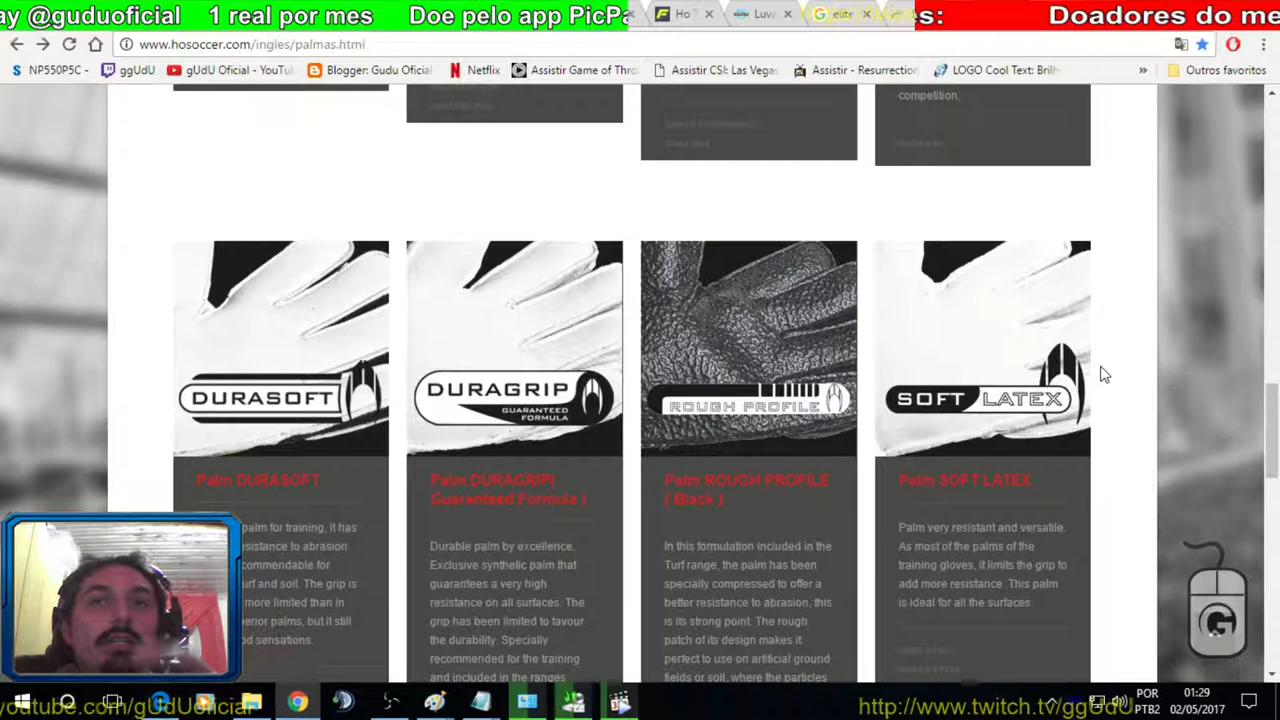 ay @guduoficial 1 real por mes Doe pelo app PicPa s: Doadores do me
Ho T Luva elite
www.hosoccer.com/ingles/palmas.html
NP550P5C - ggUdU gUdU Oficial - YouTu Blogger: Gudu Oficial Netflix Assistir Game of Thro Assistir CSI: Las Vegas Assistir - Resurrection LOGO Cool Text: Brilh » Outros favoritos
competition.
DURASOFT
DURAGRIP
GUARANTEED
FORMULA
ROUGH PROFILE
SOFT LATEX
Palm DURASOFT
palm for training, it has
esistance to abrasion
commendable for
urf and soil. The grip is
more limited than in
erior palms, but it still
od sensations.
Palm DURAGRIP(
Guaranteed Formula )
Durable palm by excellence.
Exclusive synthetic palm that
guarantees a very high
resistance on all surfaces. The
grip has been limited to favour
the durability. Specially
recommended for the training
and included in the ranges
Palm ROUGH PROFILE
( Black )
In this formulation included in the
Turf range, the palm has been
specially compressed to offer a
better resistance to abrasion, this
is its strong point. The rough
patch of its design makes it
perfect to use on artificial ground
fields or soil, where the particles
Palm SOFT LATEX
Palm very resistant and versatile.
As most of the palms of the
training gloves, it limits the grip to
add more resistance. This palm
is ideal for all the surfaces.
G
POR
PTB2
01:29
02/05/2017
youtube.com/gUdUoficial
http://www.twitch.tv/ggUdU